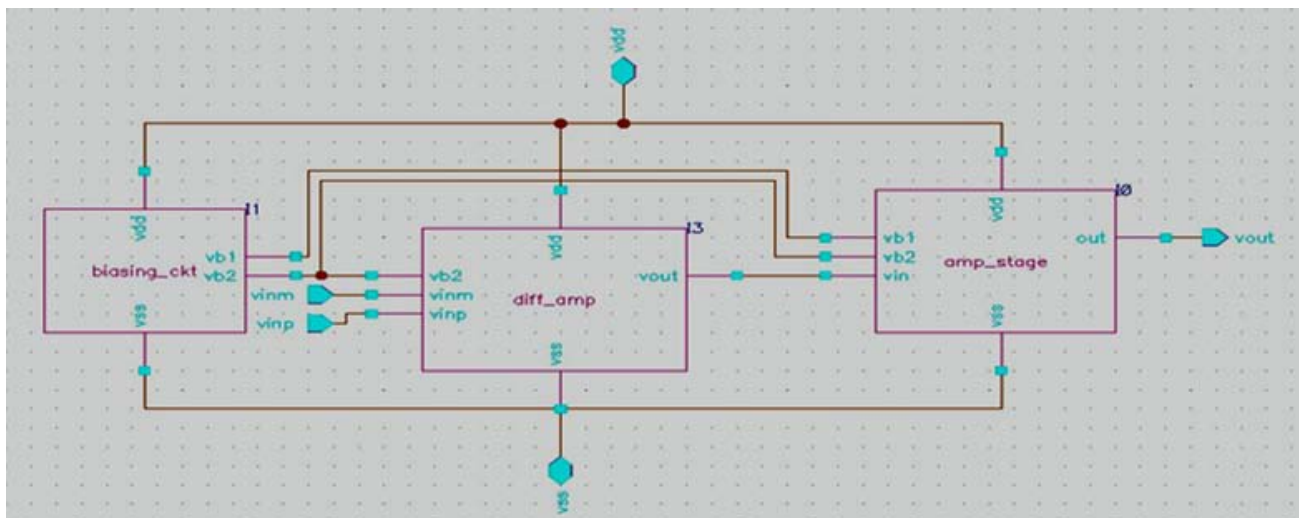 vdd
I1
vdd
vb1
vb2
biasing_ckt
vss
vinm
vinp
I3
vdd
vb2
vinm
vinp
diff_amp
vout
vss
I0
vdd
vb1
vb2
vin
amp_stage
out
vss
vout
vss